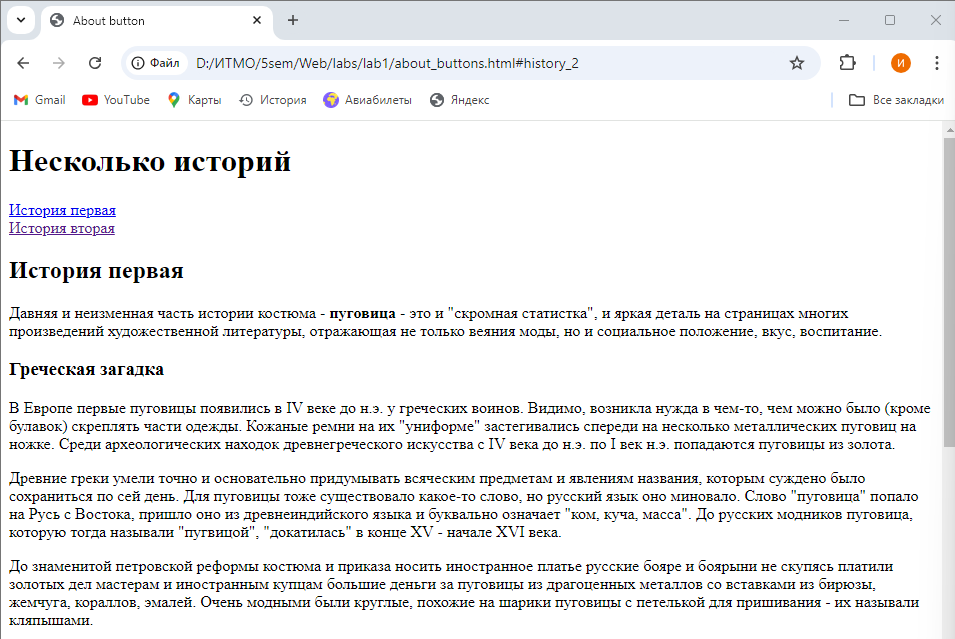 About button
Файл
D:/ИТМО/5sem/Web/labs/lab1/about_buttons.html#history_2
И
Gmail
YouTube
Карты
История
Авиабилеты
Яндекс
Все закладки
Несколько историй
История первая
История вторая
История первая
Давняя и неизменная часть истории костюма - пуговица - это и "скромная статистка", и яркая деталь на страницах многих
произведений художественной литературы, отражающая не только веяния моды, но и социальное положение, вкус, воспитание.
Греческая загадка
В Европе первые пуговицы появились в IV веке до н.э. у греческих воинов. Видимо, возникла нужда в чем-то, чем можно было (кроме
булавок) скреплять части одежды. Кожаные ремни на их "униформе" застегивались спереди на несколько металлических пуговиц на
ножке. Среди археологических находок древнегреческого искусства с IV века до н.э. по I век н.э. попадаются пуговицы из золота.
Древние греки умели точно и основательно придумывать всяческим предметам и явлениям названия, которым суждено было
сохраниться по сей день. Для пуговицы тоже существовало какое-то слово, но русский язык оно миновало. Слово "пуговица" попало
на Русь с Востока, пришло оно из древнеиндийского языка и буквально означает "ком, куча, масса". До русских модников пуговица,
которую тогда называли "пугвицой", "докатилась" в конце XV - начале XVI века.
До знаменитой петровской реформы костюма и приказа носить иностранное платье русские бояре и боярыни не скупясь платили
золотых дел мастерам и иностранным купцам большие деньги за пуговицы из драгоценных металлов со вставками из бирюзы,
жемчуга, кораллов, эмалей. Очень модными были круглые, похожие на шарики пуговицы с петелькой для пришивания - их называли
кляпышами.